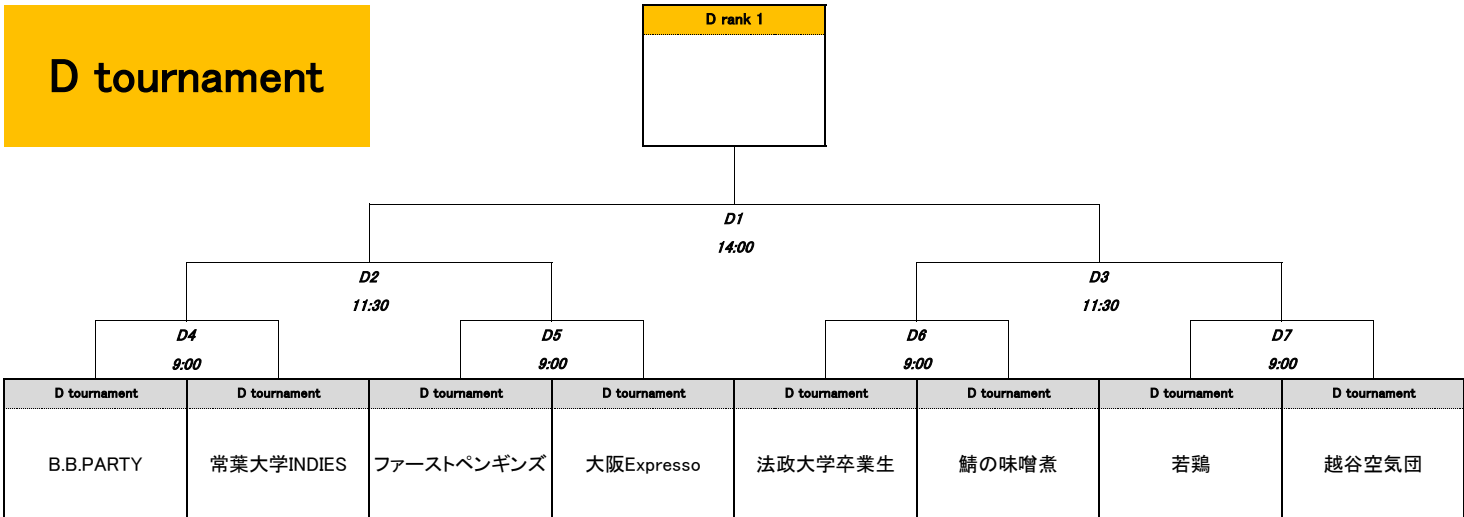 D rank 1
D tournament
D1
14:00
D2
D3
11:30
11:30
D4
D5
D6
D7
9:00
9:00
9:00
9:00
D tournament
D tournament
D tournament
D tournament
D tournament
D tournament
D tournament
D tournament
B.B.PARTY
常葉大学INDIES
ファーストペンギンズ
大阪Expresso
法政大学卒業生
鯖の味噌煮
若鶏
越谷空気団